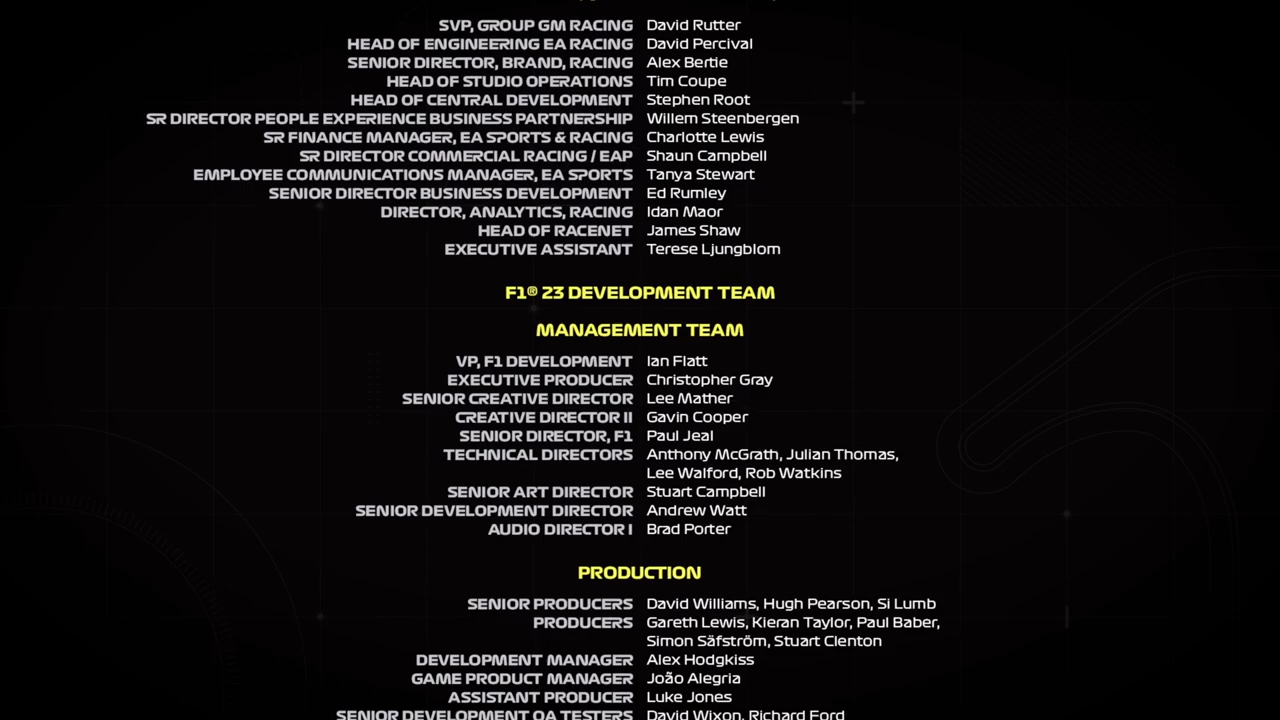 SVP, GROUP GM RACING David Rutter
HEAD OF ENGINEERING EA RACING David Percival
SENIOR DIRECTOR, BRAND, RACING Alex Bertie
HEAD OF STUDIO OPERATIONS Tim Coupe
HEAD OF CENTRAL DEVELOPMENT Stephen Root
SR DIRECTOR PEOPLE EXPERIENCE BUSINESS PARTNERSHIP Willem Steenbergen
SR FINANCE MANAGER, EA SPORTS & RACING Charlotte Lewis
SR DIRECTOR COMMERCIAL RACING / EAP Shaun Campbell
EMPLOYEE COMMUNICATIONS MANAGER, EA SPORTS Tanya Stewart
SENIOR DIRECTOR BUSINESS DEVELOPMENT Ed Rumley
DIRECTOR, ANALYTICS, RACING Idan Maor
HEAD OF RACENET James Shaw
EXECUTIVE ASSISTANT Terese Ljungblom
F1® 23 DEVELOPMENT TEAM
MANAGEMENT TEAM
VP, F1 DEVELOPMENT Ian Flatt
EXECUTIVE PRODUCER Christopher Gray
SENIOR CREATIVE DIRECTOR Lee Mather
CREATIVE DIRECTOR II Gavin Cooper
SENIOR DIRECTOR, F1 Paul Jeal
TECHNICAL DIRECTORS Anthony McGrath, Julian Thomas,
Lee Walford, Rob Watkins
SENIOR ART DIRECTOR Stuart Campbell
SENIOR DEVELOPMENT DIRECTOR Andrew Watt
AUDIO DIRECTOR I Brad Porter
PRODUCTION
SENIOR PRODUCERS David Williams, Hugh Pearson, Si Lumb
PRODUCERS Gareth Lewis, Kieran Taylor, Paul Baber,
Simon Säfström, Stuart Clenton
DEVELOPMENT MANAGER Alex Hodgkiss
GAME PRODUCT MANAGER João Alegria
ASSISTANT PRODUCER Luke Jones
SENIOR DEVELOPMENT QA TESTERS David Wixon, Richard Ford